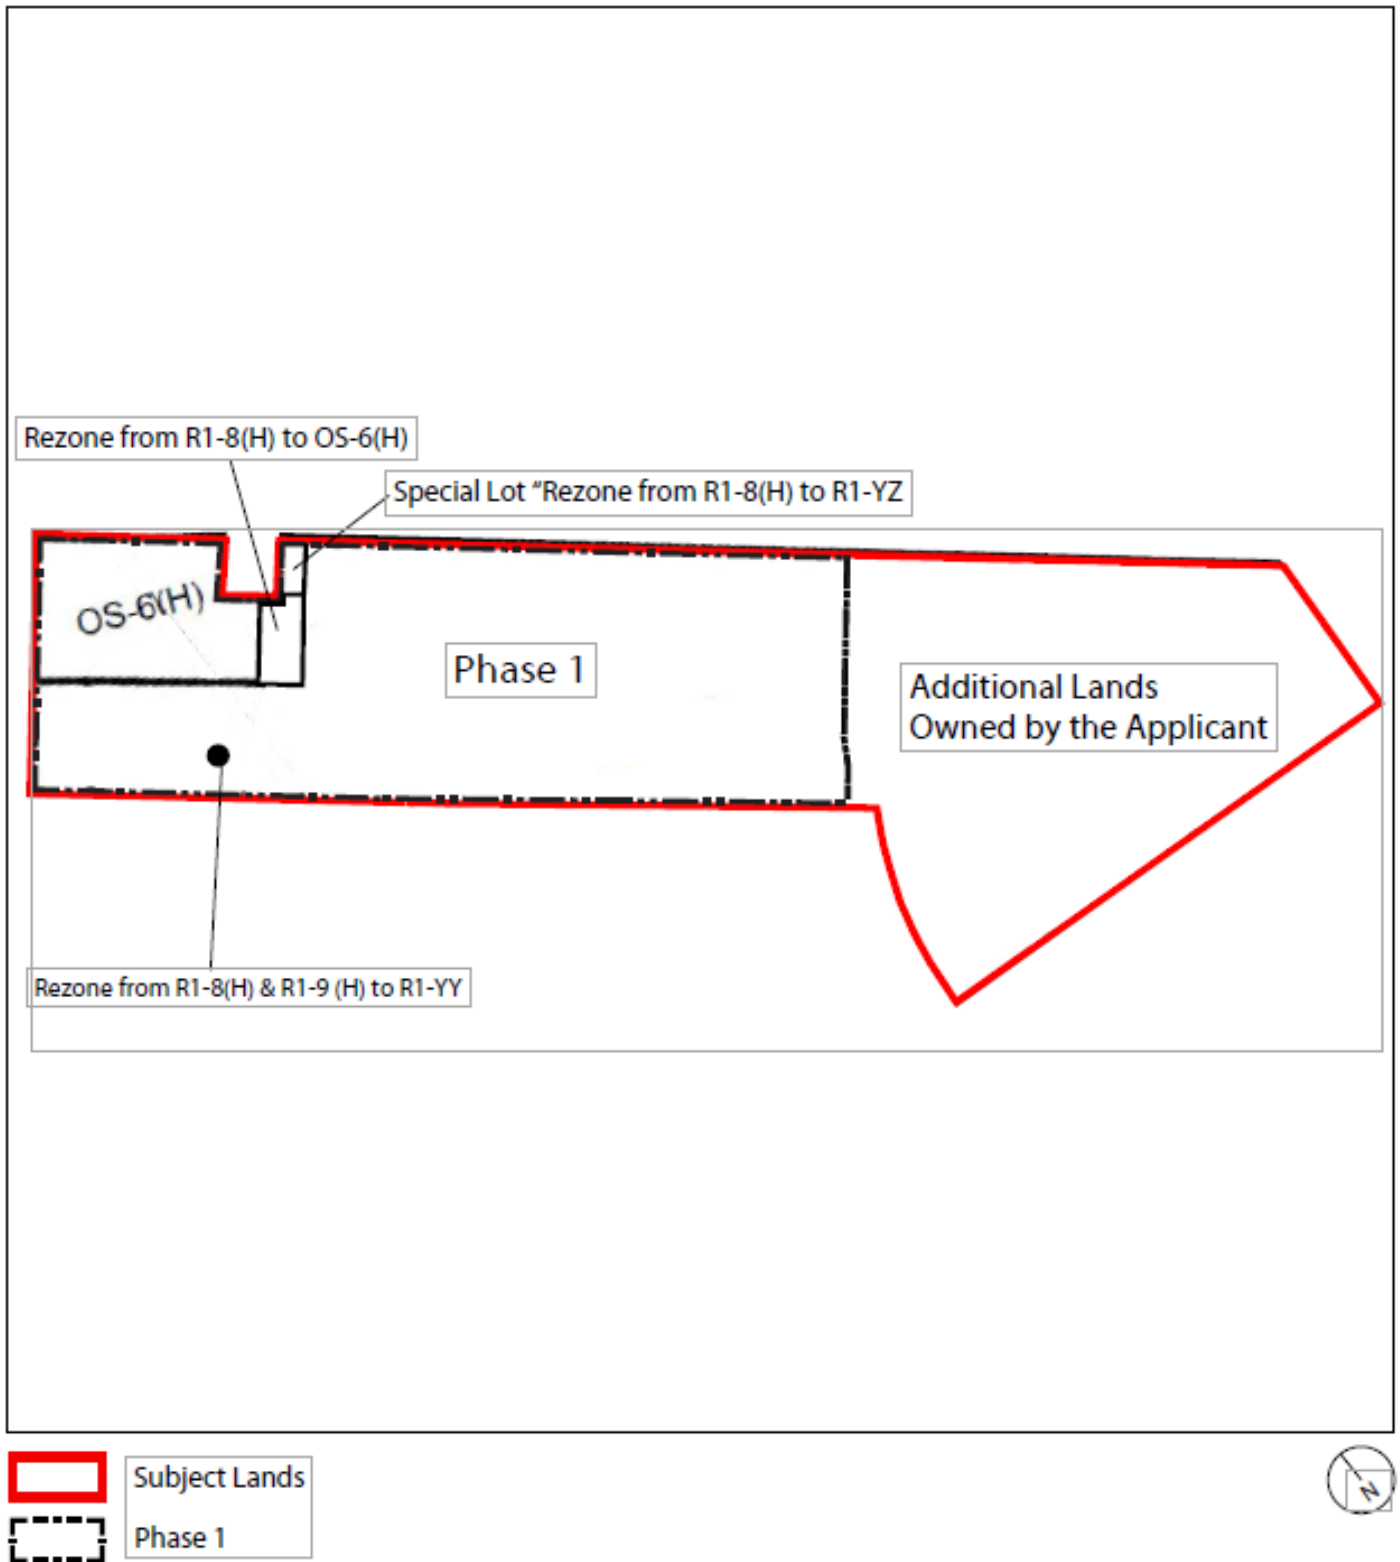 Rezone from R1-8(H) to OS-6(H)
Special Lot “Rezone from R1-8(H) to R1-YZ
OS-6(H)
Phase 1
Additional Lands
Owned by the Applicant
Rezone from R1-8(H) & R1-9 (H) to R1-YY
Subject Lands
Phase 1
N